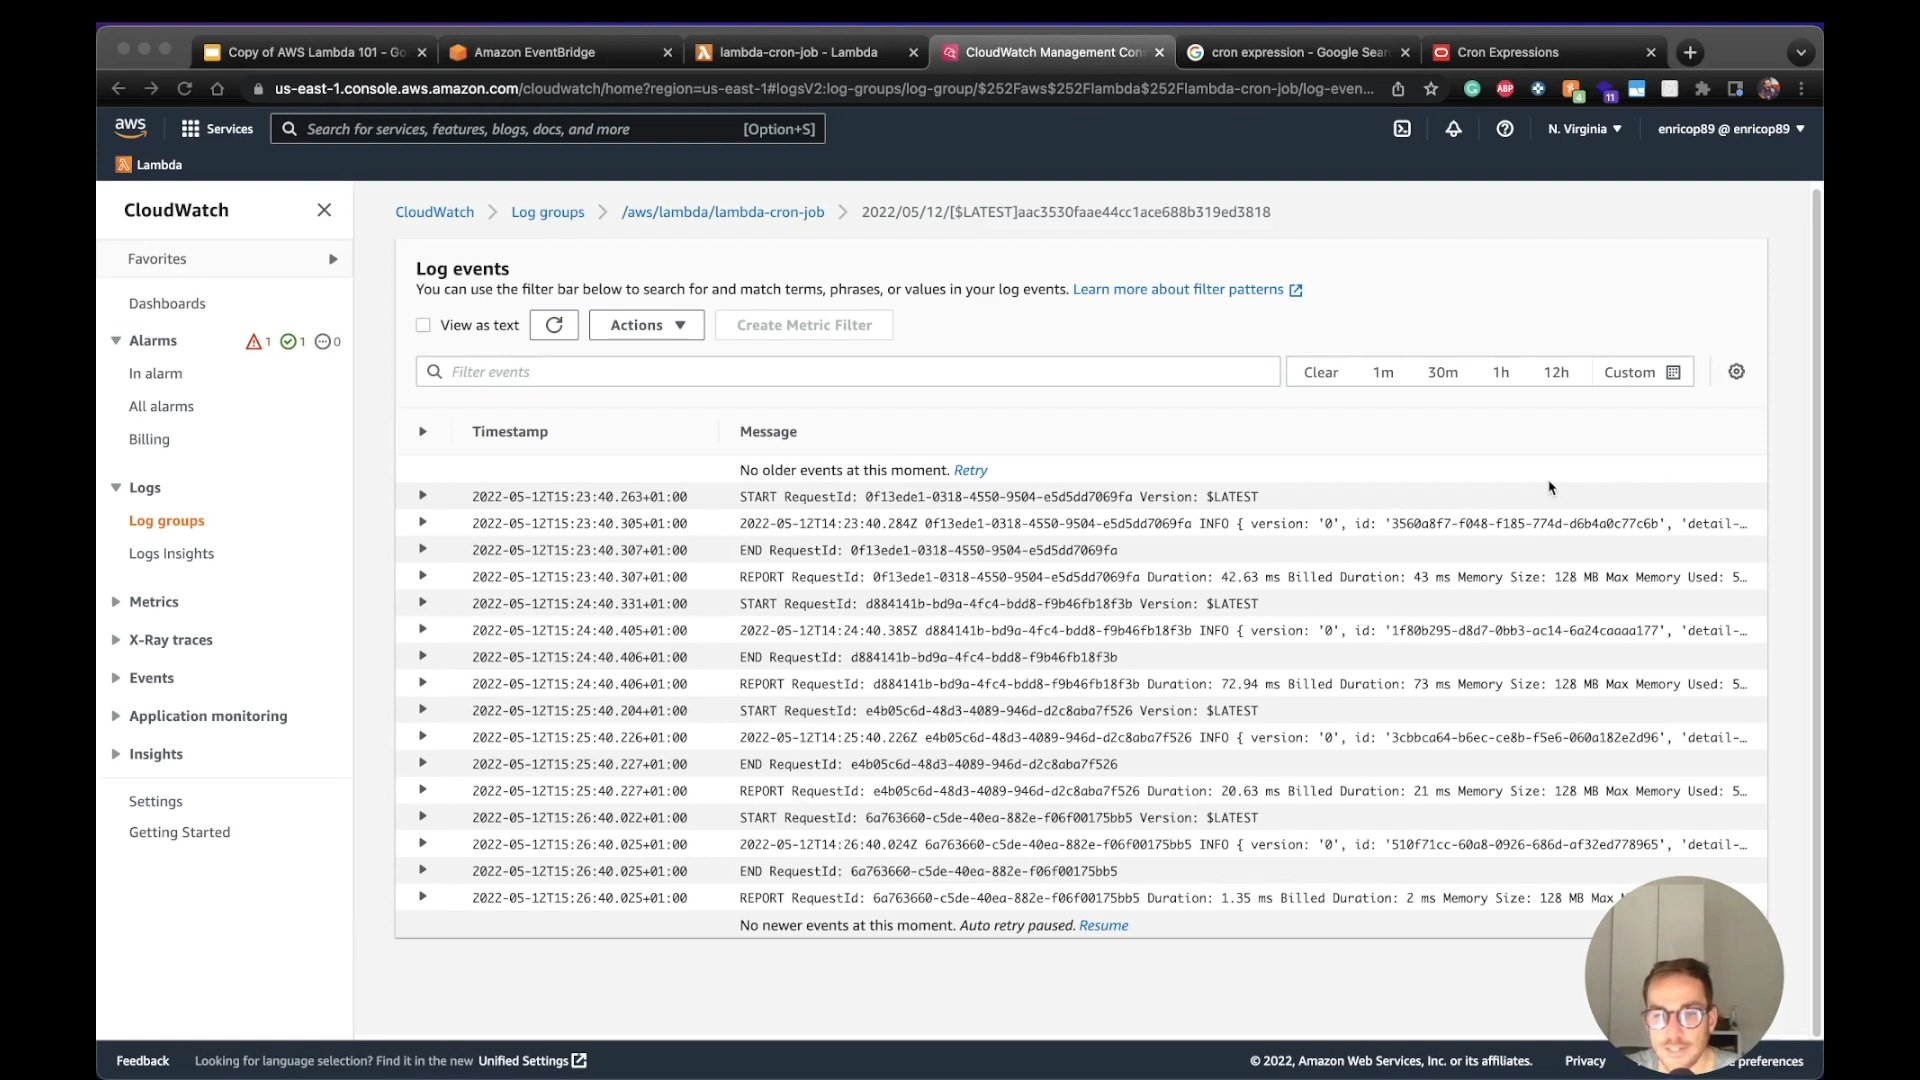 Copy of AWS Lambda 101 - Go
Amazon EventBridge
lambda-cron-job - Lambda
CloudWatch Management Con
cron expression - Google Sear
Cron Expressions
us-east-1.console.aws.amazon.com/cloudwatch/home?region=us-east-1#logsV2:log-groups/log-group/$252Faws$252Flambda$252Flambda-cron-job/log-even...
ABP
4
11
aws
Services
Search for services, features, blogs, docs, and more
[Option+S]
N. Virginia
enricop89 @ enricop89
Lambda
CloudWatch
Favorites
Dashboards
Alarms
1
1
0
In alarm
All alarms
Billing
Logs
Log groups
Logs Insights
Metrics
X-Ray traces
Events
Application monitoring
Insights
Settings
Getting Started
CloudWatch
Log groups
/aws/lambda/lambda-cron-job
2022/05/12/[$LATEST]aac3530faae44cc1ace688b319ed3818
Log events
You can use the filter bar below to search for and match terms, phrases, or values in your log events. Learn more about filter patterns
View as text
Actions
Create Metric Filter
Filter events
Clear
1m
30m
1h
12h
Custom
Timestamp
Message
No older events at this moment. Retry
2022-05-12T15:23:40.263+01:00 START RequestId: 0f13ede1-0318-4550-9504-e5d5dd7069fa Version: $LATEST
2022-05-12T15:23:40.305+01:00 2022-05-12T14:23:40.284Z 0f13ede1-0318-4550-9504-e5d5dd7069fa INFO { version: '0', id: '3560a8f7-f048-f185-774d-d6b4a0c77c6b', 'detail-…
2022-05-12T15:23:40.307+01:00 END RequestId: 0f13ede1-0318-4550-9504-e5d5dd7069fa
2022-05-12T15:23:40.307+01:00 REPORT RequestId: 0f13ede1-0318-4550-9504-e5d5dd7069fa Duration: 42.63 ms Billed Duration: 43 ms Memory Size: 128 MB Max Memory Used: 5…
2022-05-12T15:24:40.331+01:00 START RequestId: d884141b-bd9a-4fc4-bdd8-f9b46fb18f3b Version: $LATEST
2022-05-12T15:24:40.405+01:00 2022-05-12T14:24:40.385Z d884141b-bd9a-4fc4-bdd8-f9b46fb18f3b INFO { version: '0', id: '1f80b295-d8d7-0bb3-ac14-6a24caaaa177', 'detail-…
2022-05-12T15:24:40.406+01:00 END RequestId: d884141b-bd9a-4fc4-bdd8-f9b46fb18f3b
2022-05-12T15:24:40.406+01:00 REPORT RequestId: d884141b-bd9a-4fc4-bdd8-f9b46fb18f3b Duration: 72.94 ms Billed Duration: 73 ms Memory Size: 128 MB Max Memory Used: 5…
2022-05-12T15:25:40.204+01:00 START RequestId: e4b05c6d-48d3-4089-946d-d2c8aba7f526 Version: $LATEST
2022-05-12T15:25:40.226+01:00 2022-05-12T14:25:40.226Z e4b05c6d-48d3-4089-946d-d2c8aba7f526 INFO { version: '0', id: '3cbbca64-b6ec-ce8b-f5e6-060a182e2d96', 'detail-…
2022-05-12T15:25:40.227+01:00 END RequestId: e4b05c6d-48d3-4089-946d-d2c8aba7f526
2022-05-12T15:25:40.227+01:00 REPORT RequestId: e4b05c6d-48d3-4089-946d-d2c8aba7f526 Duration: 20.63 ms Billed Duration: 21 ms Memory Size: 128 MB Max Memory Used: 5…
2022-05-12T15:26:40.022+01:00 START RequestId: 6a763660-c5de-40ea-882e-f06f00175bb5 Version: $LATEST
2022-05-12T15:26:40.025+01:00 2022-05-12T14:26:40.024Z 6a763660-c5de-40ea-882e-f06f00175bb5 INFO { version: '0', id: '510f71cc-60a8-0926-686d-af32ed778965', 'detail-…
2022-05-12T15:26:40.025+01:00 END RequestId: 6a763660-c5de-40ea-882e-f06f00175bb5
2022-05-12T15:26:40.025+01:00 REPORT RequestId: 6a763660-c5de-40ea-882e-f06f00175bb5 Duration: 1.35 ms Billed Duration: 2 ms Memory Size: 128 MB Max
No newer events at this moment. Auto retry paused. Resume
Feedback
Looking for language selection? Find it in the new Unified Settings
© 2022, Amazon Web Services, Inc. or its affiliates.
Privacy
preferences